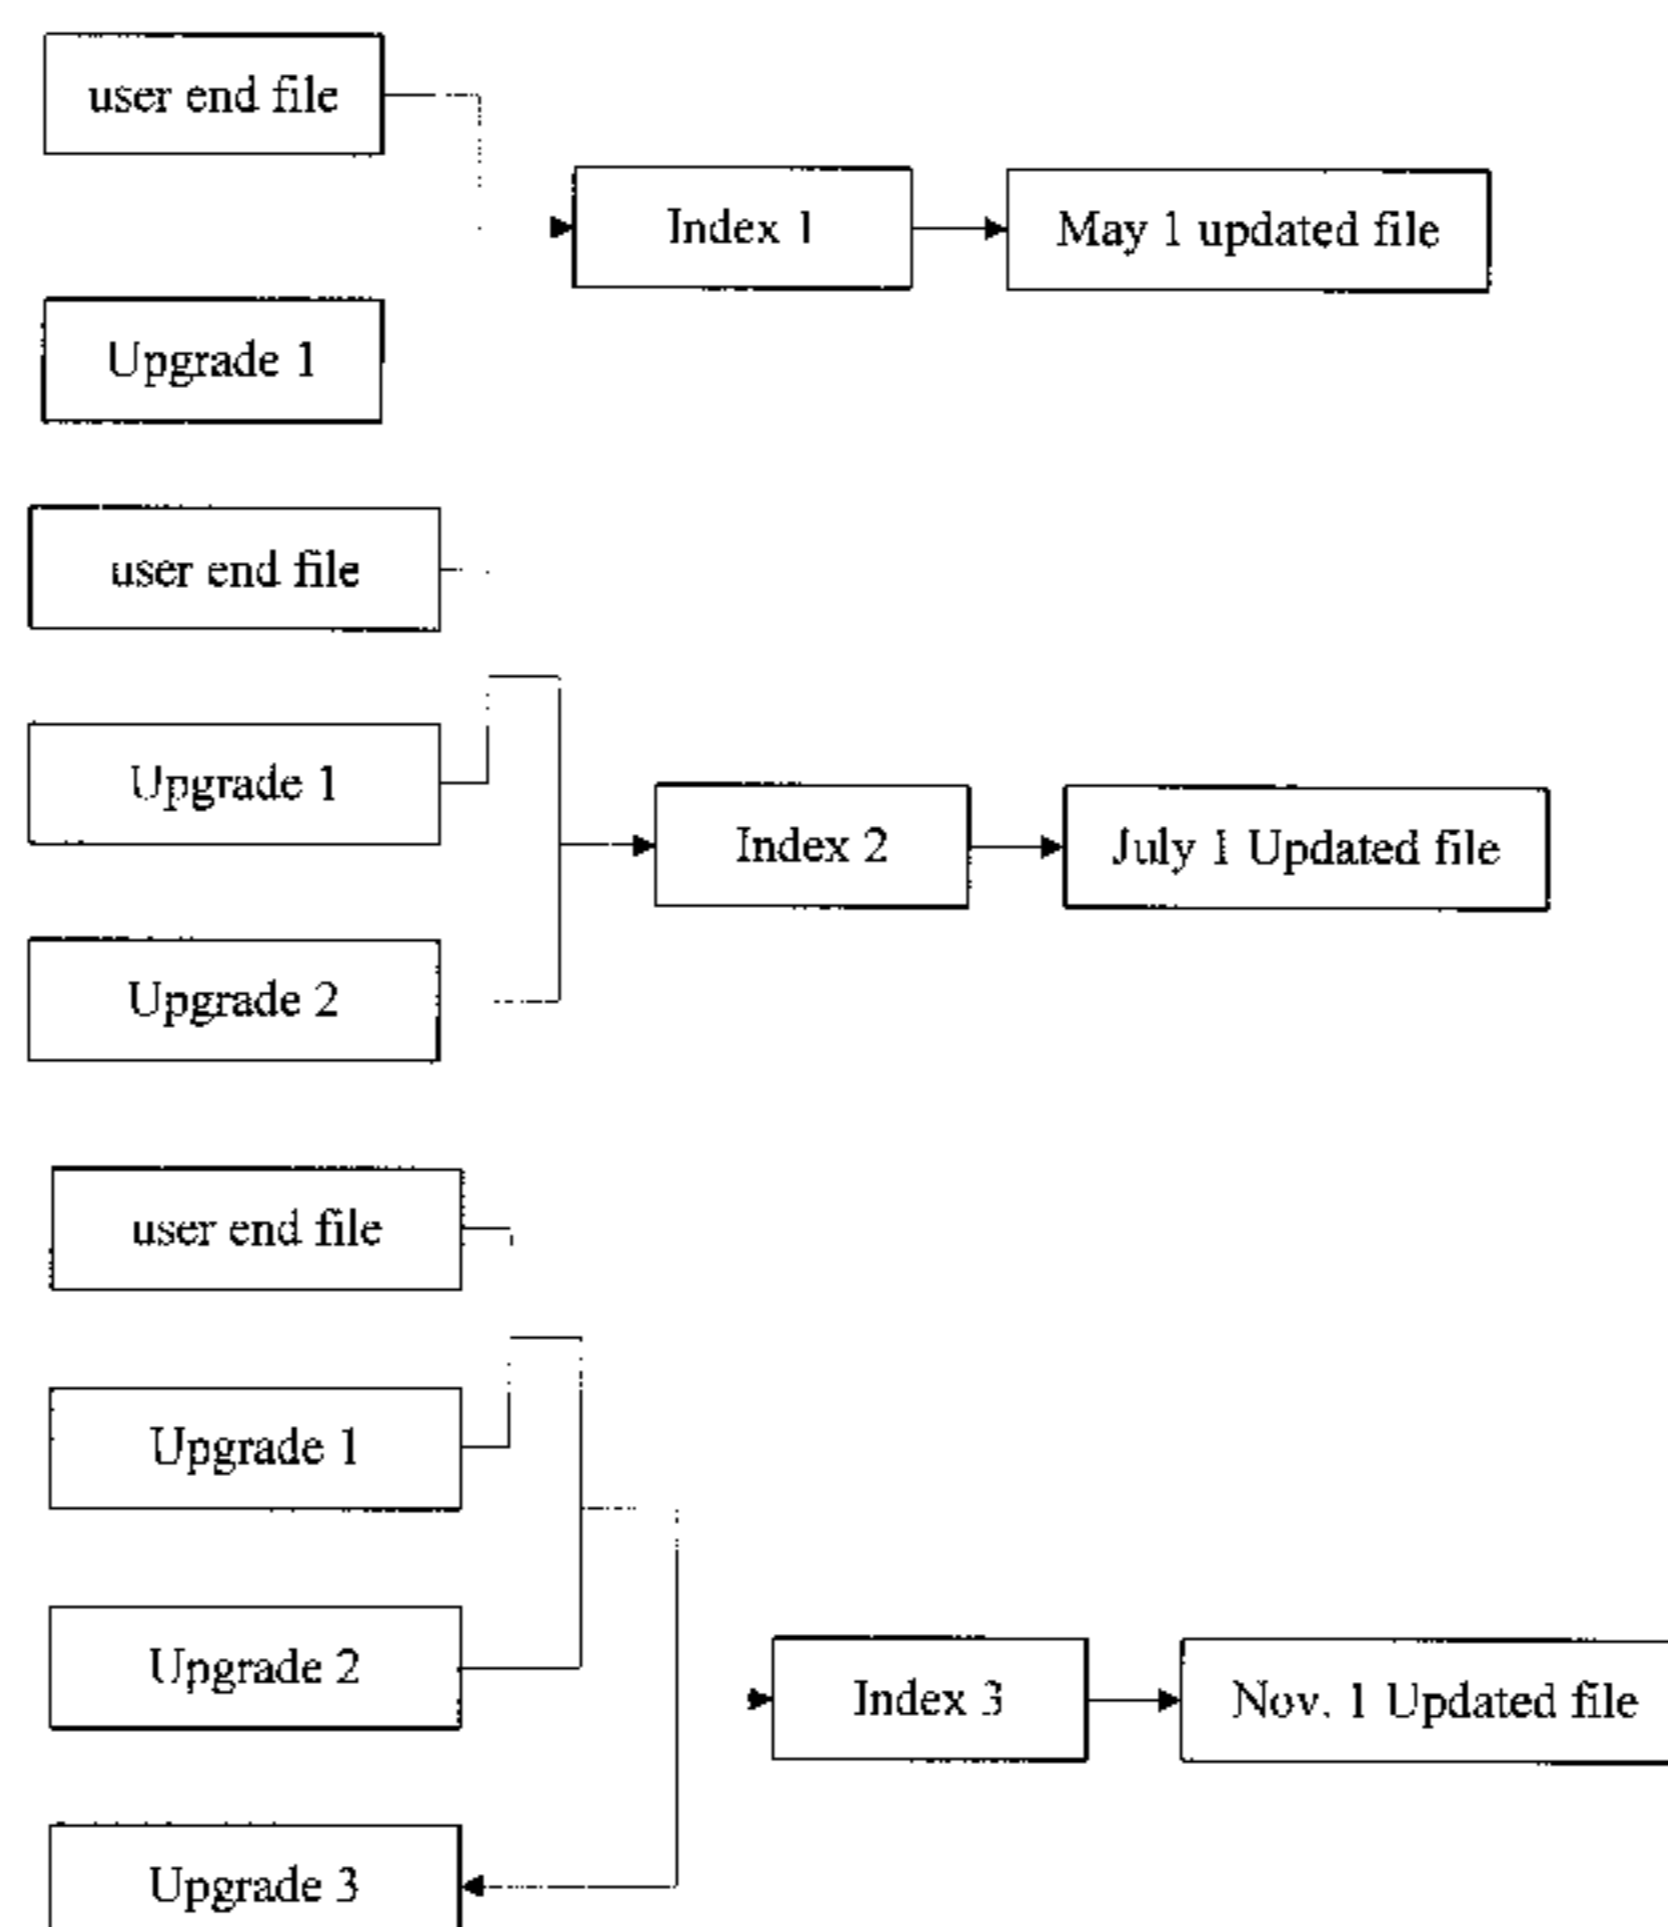 user end file
Index 1
May 1 updated file
Upgrade 1
user end file
Upgrade 1
Index 2
July 1 Updated file
Upgrade 2
user end file
Upgrade 1
Upgrade 2
Index 3
Nov. 1 Updated file
Upgrade 3